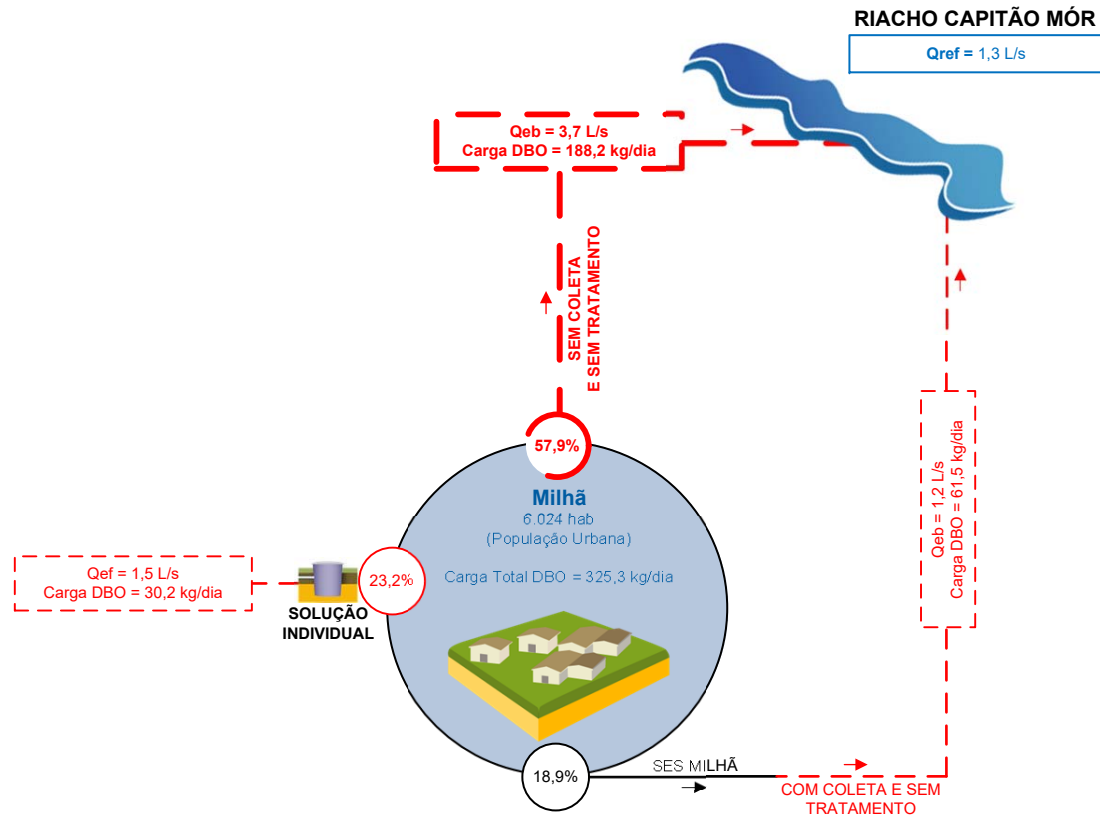 RIACHO CAPITÃO MÓR
Qref = 1,3 L/s
Qeb = 3,7 L/s
Carga DBO = 188,2 kg/dia
SEM COLETA
E SEM TRATAMENTO
57,9%
Milhã
6.024 hab
(População Urbana)
Carga Total DBO = 325,3 kg/dia
Qef = 1,5 L/s
Carga DBO = 30,2 kg/dia
SOLUÇÃO
INDIVIDUAL
23,2%
Qeb = 1,2 L/s
Carga DBO = 61,5 kg/dia
18,9%
SES MILHÃ
COM COLETA E SEM
TRATAMENTO